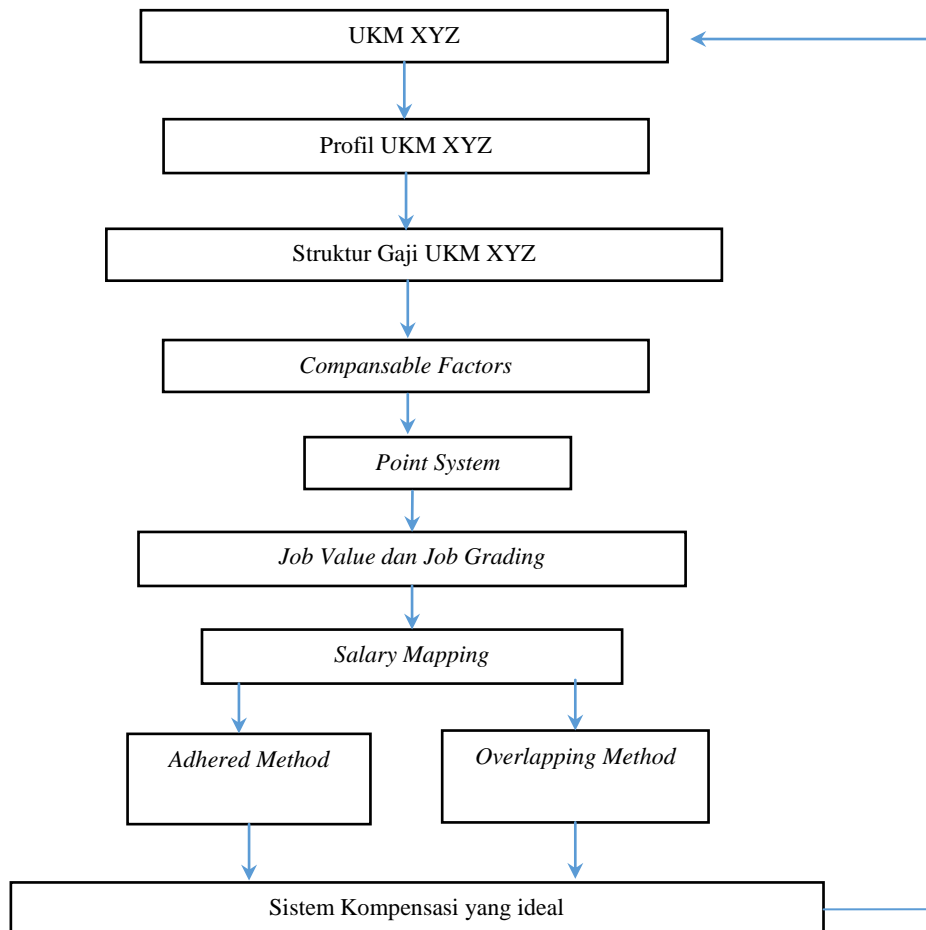 UKM XYZ
Profil UKM XYZ
Struktur Gaji UKM XYZ
Compansable Factors
Point System
Job Value dan Job Grading
Salary Mapping
Adhered Method
Overlapping Method
Sistem Kompensasi yang ideal